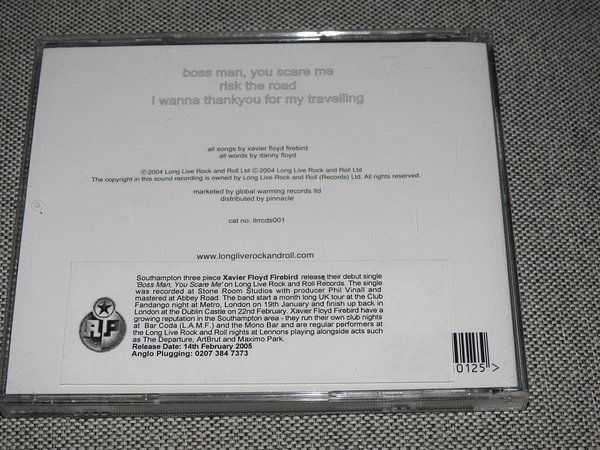 boss man, you scare me
risk the road
i wanna thankyou for my travelling
all songs by xavier floyd firebird
all words by danny floyd
℗ 2004 Long Live Rock and Roll Ltd © 2004 Long Live Rock and Roll Ltd
The copyright in this sound recording is owned by Long Live Rock and Roll (Records) Ltd. All rights reserved.
marketed by global warming records ltd
distributed by pinnacle
cat no. llrrcds001
www.longliverockandroll.com
Southampton three piece Xavier Floyd Firebird release their debut single
'Boss Man, You Scare Me' on Long Live Rock and Roll Records. The single
was recorded at Stone Room Studios with producer Phil Vinall and
mastered at Abbey Road. The band start a month long UK tour at the Club
Fandango night at Metro, London on 19th January and finish up back in
London at the Dublin Castle on 22nd February. Xavier Floyd Firebird have a
growing reputation in the Southampton area - they run their own club nights
at Bar Coda (L.A.M.F.) and the Mono Bar and are regular performers at
the Long Live Rock and Roll nights at Lennons playing alongside acts such
as The Departure, ArtBrut and Maximo Park.
Release Date: 14th February 2005
Anglo Plugging: 0207 384 7373
0125">